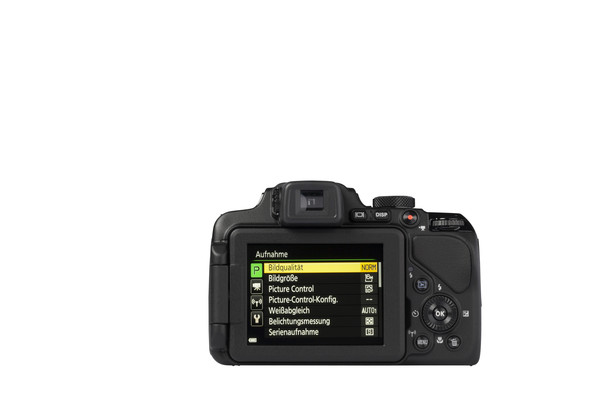 DISP
Aufnahme
P
Bildqualität NORM
Bildgröße
Picture Control
Picture-Control-Konfig. --
Weißabgleich AUTO1
Belichtungsmessung
Serienaufnahme
OK
MENU